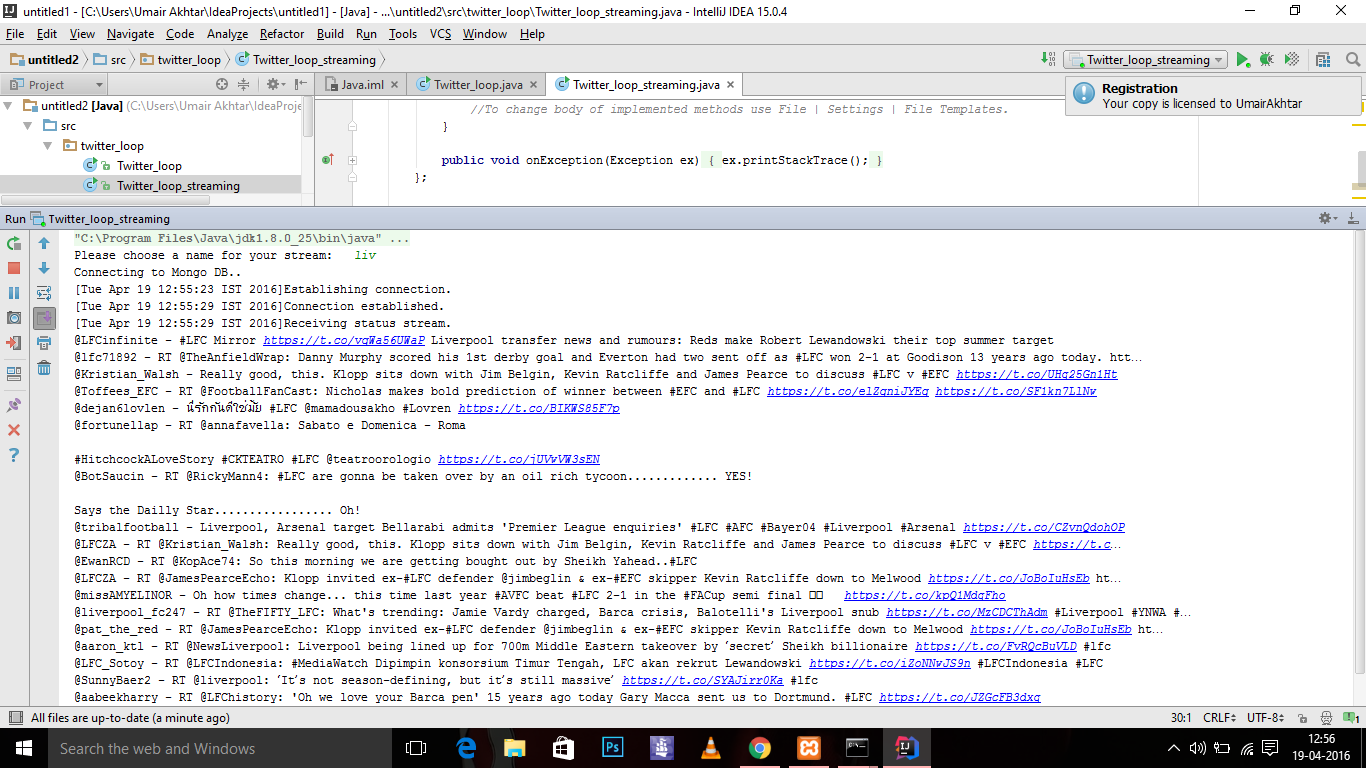 untitled1 - [C:\Users\Umair Akhtar\IdeaProjects\untitled1] - [Java] - ...\untitled2\src\twitter_loop\Twitter_loop_streaming.java - IntelliJ IDEA 15.0.4
File Edit View Navigate Code Analyze Refactor Build Run Tools VCS Window Help
untitled2 src twitter_loop Twitter_loop_streaming
Twitter_loop_streaming
Project
Java.iml Twitter_loop.java Twitter_loop_streaming.java
Registration
Your copy is licensed to UmairAkhtar
untitled2 [Java] (C:\Users\Umair Akhtar\IdeaProje
src
twitter_loop
Twitter_loop
Twitter_loop_streaming
//To change body of implemented methods use File | Settings | File Templates.
}
public void onException(Exception ex) { ex.printStackTrace(); }
};
Run Twitter_loop_streaming
"C:\Program Files\Java\jdk1.8.0_25\bin\java" ...
Please choose a name for your stream: liv
Connecting to Mongo DB..
[Tue Apr 19 12:55:23 IST 2016]Establishing connection.
[Tue Apr 19 12:55:29 IST 2016]Connection established.
[Tue Apr 19 12:55:29 IST 2016]Receiving status stream.
@LFCinfinite - #LFC Mirror https://t.co/vqWa56UWaP Liverpool transfer news and rumours: Reds make Robert Lewandowski their top summer target
@lfc71892 - RT @TheAnfieldWrap: Danny Murphy scored his 1st derby goal and Everton had two sent off as #LFC won 2-1 at Goodison 13 years ago today. htt…
@Kristian_Walsh - Really good, this. Klopp sits down with Jim Belgin, Kevin Ratcliffe and James Pearce to discuss #LFC v #EFC https://t.co/UHq25Gn1Ht
@Toffees_EFC - RT @FootballFanCast: Nicholas makes bold prediction of winner between #EFC and #LFC https://t.co/elZqniJYEq https://t.co/SF1kn7LlNw
@dejan6lovlen - นี่รักกันดีใช่มั้ย #LFC @mamadousakho #Lovren https://t.co/BIKWS85F7p
@fortunellap - RT @annafavella: Sabato e Domenica - Roma
#HitchcockALoveStory #CKTEATRO #LFC @teatroorologio https://t.co/jUVwVW3sEN
@BotSaucin - RT @RickyMann4: #LFC are gonna be taken over by an oil rich tycoon............. YES!
Says the Dailly Star................. Oh!
@tribalfootball - Liverpool, Arsenal target Bellarabi admits 'Premier League enquiries' #LFC #AFC #Bayer04 #Liverpool #Arsenal https://t.co/CZvnQdohOP
@LFCZA - RT @Kristian_Walsh: Really good, this. Klopp sits down with Jim Belgin, Kevin Ratcliffe and James Pearce to discuss #LFC v #EFC https://t.c…
@EwanRCD - RT @KopAce74: So this morning we are getting bought out by Sheikh Yahead..#LFC
@LFCZA - RT @JamesPearceEcho: Klopp invited ex-#LFC defender @jimbeglin & ex-#EFC skipper Kevin Ratcliffe down to Melwood https://t.co/JoBoIuHsEb ht…
@missAMYELINOR - Oh how times change... this time last year #AVFC beat #LFC 2-1 in the #FACup semi final https://t.co/kpQ1MdqFho
@liverpool_fc247 - RT @TheFIFTY_LFC: What's trending: Jamie Vardy charged, Barca crisis, Balotelli's Liverpool snub https://t.co/MzCDCThAdm #Liverpool #YNWA #…
@pat_the_red - RT @JamesPearceEcho: Klopp invited ex-#LFC defender @jimbeglin & ex-#EFC skipper Kevin Ratcliffe down to Melwood https://t.co/JoBoIuHsEb ht…
@aaron_ktl - RT @NewsLiverpool: Liverpool being lined up for 700m Middle Eastern takeover by ‘secret’ Sheikh billionaire https://t.co/FvRQcBuVLD #lfc
@LFC_Sotoy - RT @LFCIndonesia: #MediaWatch Dipimpin konsorsium Timur Tengah, LFC akan rekrut Lewandowski https://t.co/iZoNNwJS9n #LFCIndonesia #LFC
@SunnyBaer2 - RT @liverpool: ‘It’s not season-defining, but it’s still massive’ https://t.co/SYAJirr0Ka #lfc
@aabeekharry - RT @LFChistory: 'Oh we love your Barca pen' 15 years ago today Gary Macca sent us to Dortmund. #LFC https://t.co/JZGcFB3dxq
All files are up-to-date (a minute ago)
30:1 CRLF UTF-8 1
Search the web and Windows
12:56
19-04-2016